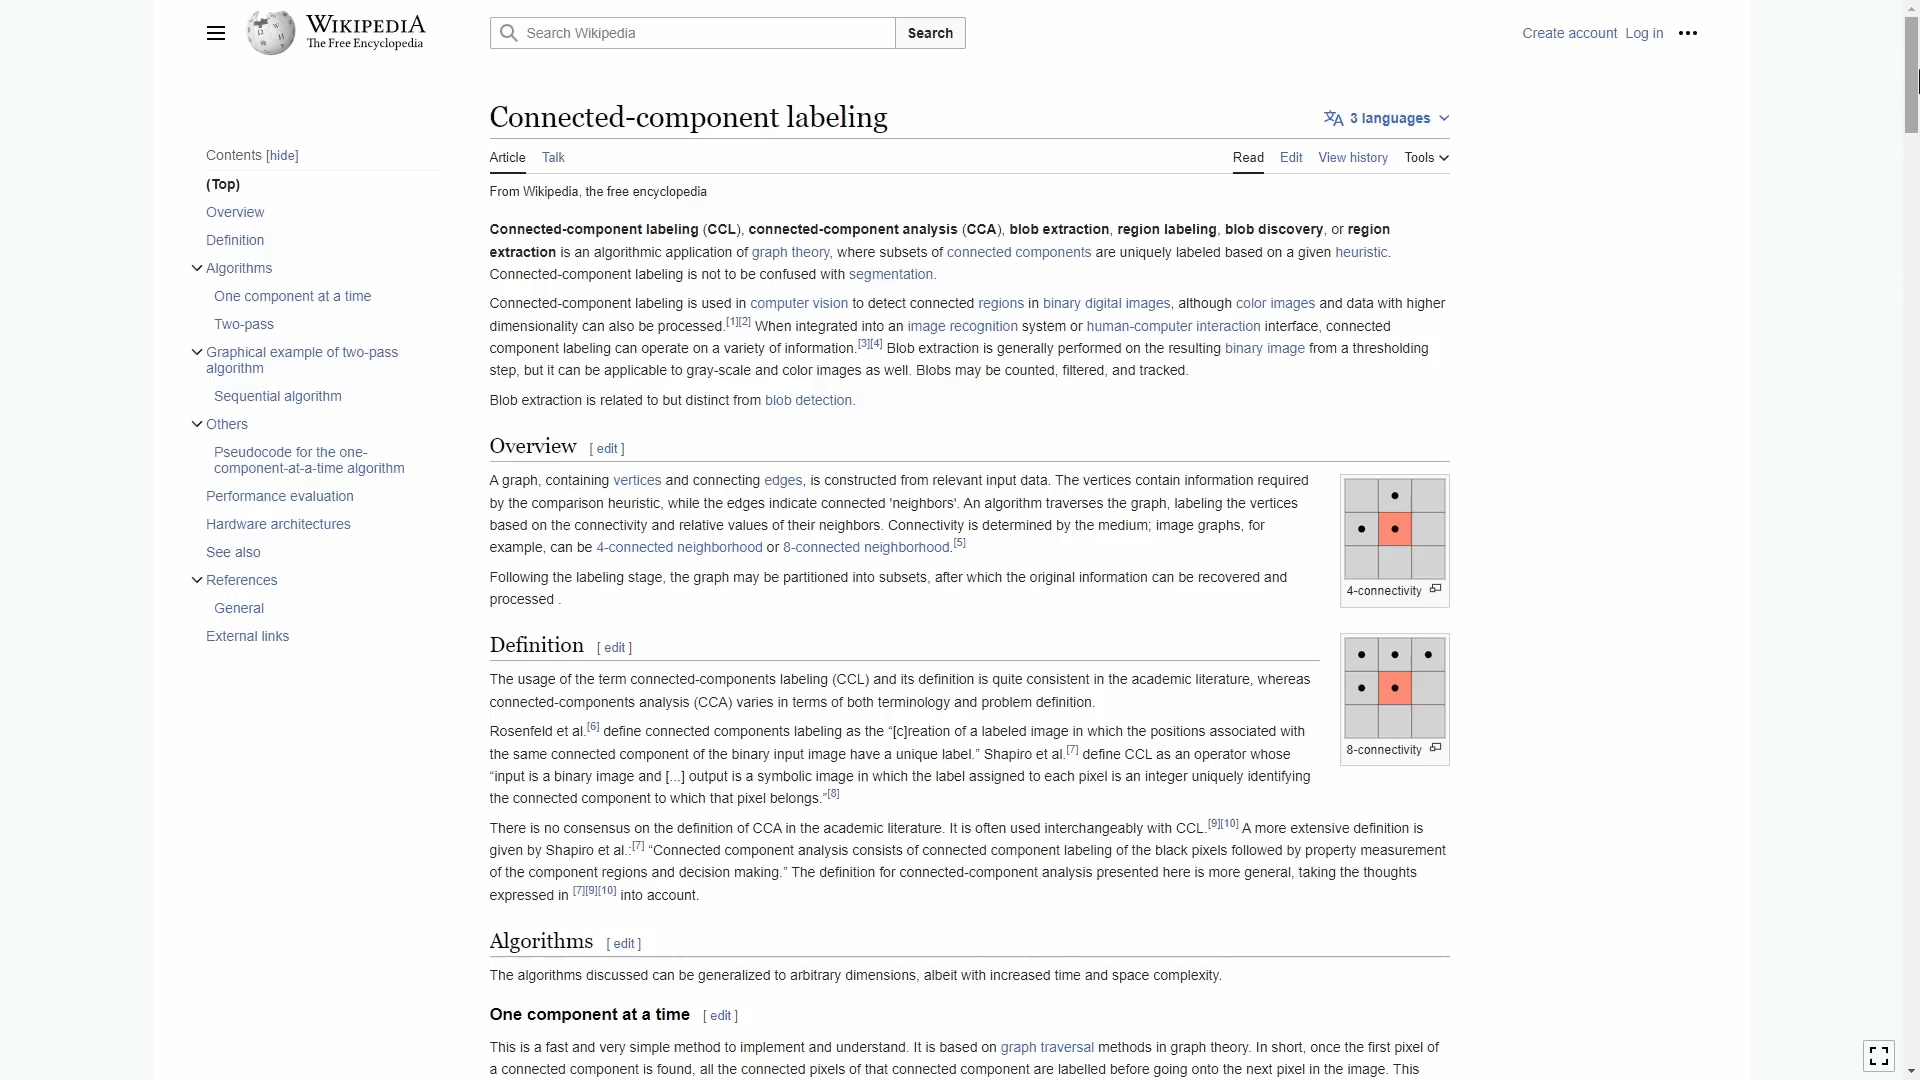 WIKIPEDIA
The Free Encyclopedia
Search Wikipedia
Search
Create account
Log in
Contents [hide]
(Top)
Overview
Definition
Algorithms
One component at a time
Two-pass
Graphical example of two-pass
algorithm
Sequential algorithm
Others
Pseudocode for the one-
component-at-a-time algorithm
Performance evaluation
Hardware architectures
See also
References
General
External links
Connected-component labeling
3 languages
Article
Talk
Read
Edit
View history
Tools
From Wikipedia, the free encyclopedia
Connected-component labeling (CCL), connected-component analysis (CCA), blob extraction, region labeling, blob discovery, or region
extraction is an algorithmic application of graph theory, where subsets of connected components are uniquely labeled based on a given heuristic.
Connected-component labeling is not to be confused with segmentation.
Connected-component labeling is used in computer vision to detect connected regions in binary digital images, although color images and data with higher
dimensionality can also be processed.[1][2] When integrated into an image recognition system or human-computer interaction interface, connected
component labeling can operate on a variety of information.[3][4] Blob extraction is generally performed on the resulting binary image from a thresholding
step, but it can be applicable to gray-scale and color images as well. Blobs may be counted, filtered, and tracked.
Blob extraction is related to but distinct from blob detection.
Overview [ edit ]
A graph, containing vertices and connecting edges, is constructed from relevant input data. The vertices contain information required
by the comparison heuristic, while the edges indicate connected 'neighbors'. An algorithm traverses the graph, labeling the vertices
based on the connectivity and relative values of their neighbors. Connectivity is determined by the medium; image graphs, for
example, can be 4-connected neighborhood or 8-connected neighborhood.[5]
Following the labeling stage, the graph may be partitioned into subsets, after which the original information can be recovered and
processed .
4-connectivity
Definition [ edit ]
The usage of the term connected-components labeling (CCL) and its definition is quite consistent in the academic literature, whereas
connected-components analysis (CCA) varies in terms of both terminology and problem definition.
Rosenfeld et al.[6] define connected components labeling as the “[c]reation of a labeled image in which the positions associated with
the same connected component of the binary input image have a unique label.” Shapiro et al.[7] define CCL as an operator whose
“input is a binary image and [...] output is a symbolic image in which the label assigned to each pixel is an integer uniquely identifying
the connected component to which that pixel belongs.”[8]
8-connectivity
There is no consensus on the definition of CCA in the academic literature. It is often used interchangeably with CCL.[9][10] A more extensive definition is
given by Shapiro et al.:[7] “Connected component analysis consists of connected component labeling of the black pixels followed by property measurement
of the component regions and decision making.” The definition for connected-component analysis presented here is more general, taking the thoughts
expressed in [7][9][10] into account.
Algorithms [ edit ]
The algorithms discussed can be generalized to arbitrary dimensions, albeit with increased time and space complexity.
One component at a time [ edit ]
This is a fast and very simple method to implement and understand. It is based on graph traversal methods in graph theory. In short, once the first pixel of
a connected component is found, all the connected pixels of that connected component are labelled before going onto the next pixel in the image. This